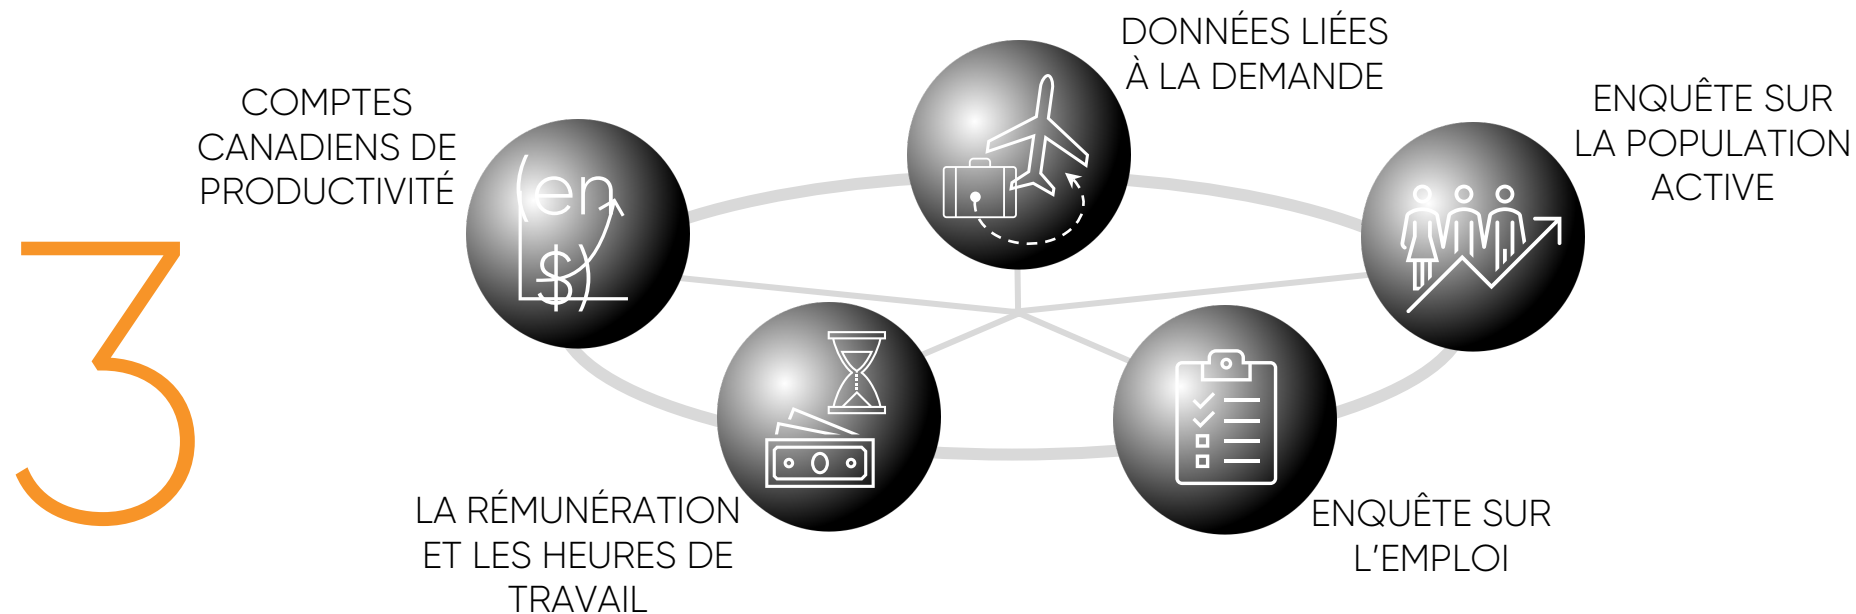 3
COMPTES
CANADIENS DE
PRODUCTIVITÉ
(en
$)
DONNÉES LIÉES
À LA DEMANDE
ENQUÊTE SUR
LA POPULATION
ACTIVE
LA RÉMUNÉRATION
ET LES HEURES DE
TRAVAIL
ENQUÊTE SUR
L'EMPLOI